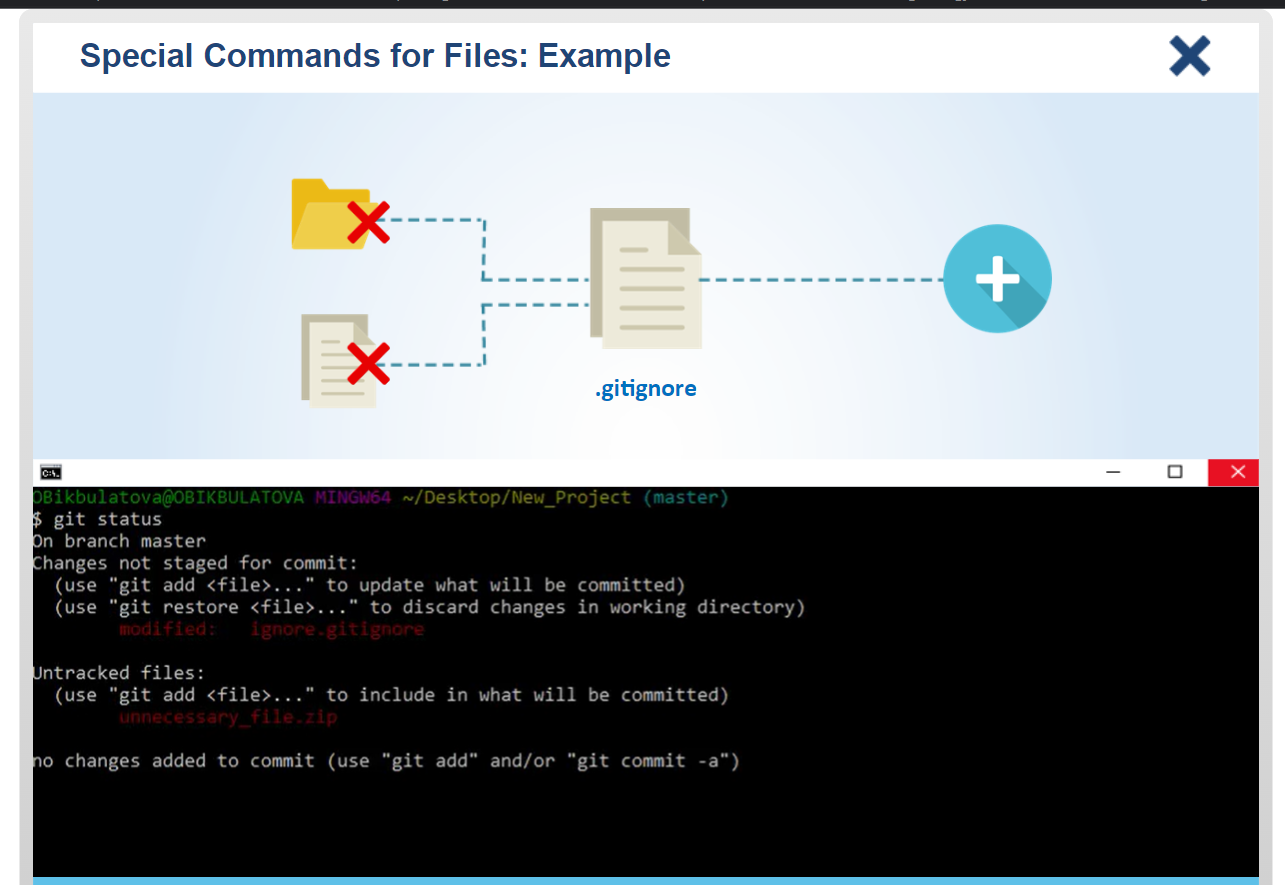 Special Commands for Files: Example
.gitignore
OBikbulatova@OBIKBULATOVA MINGW64 ~/Desktop/New_Project (master)
$ git status
On branch master
Changes not staged for commit:
(use "git add <file>..." to update what will be committed)
(use "git restore <file>..." to discard changes in working directory)
modified: ignore.gitignore
Untracked files:
(use "git add <file>..." to include in what will be committed)
unnecessary_file.zip
no changes added to commit (use "git add" and/or "git commit -a")